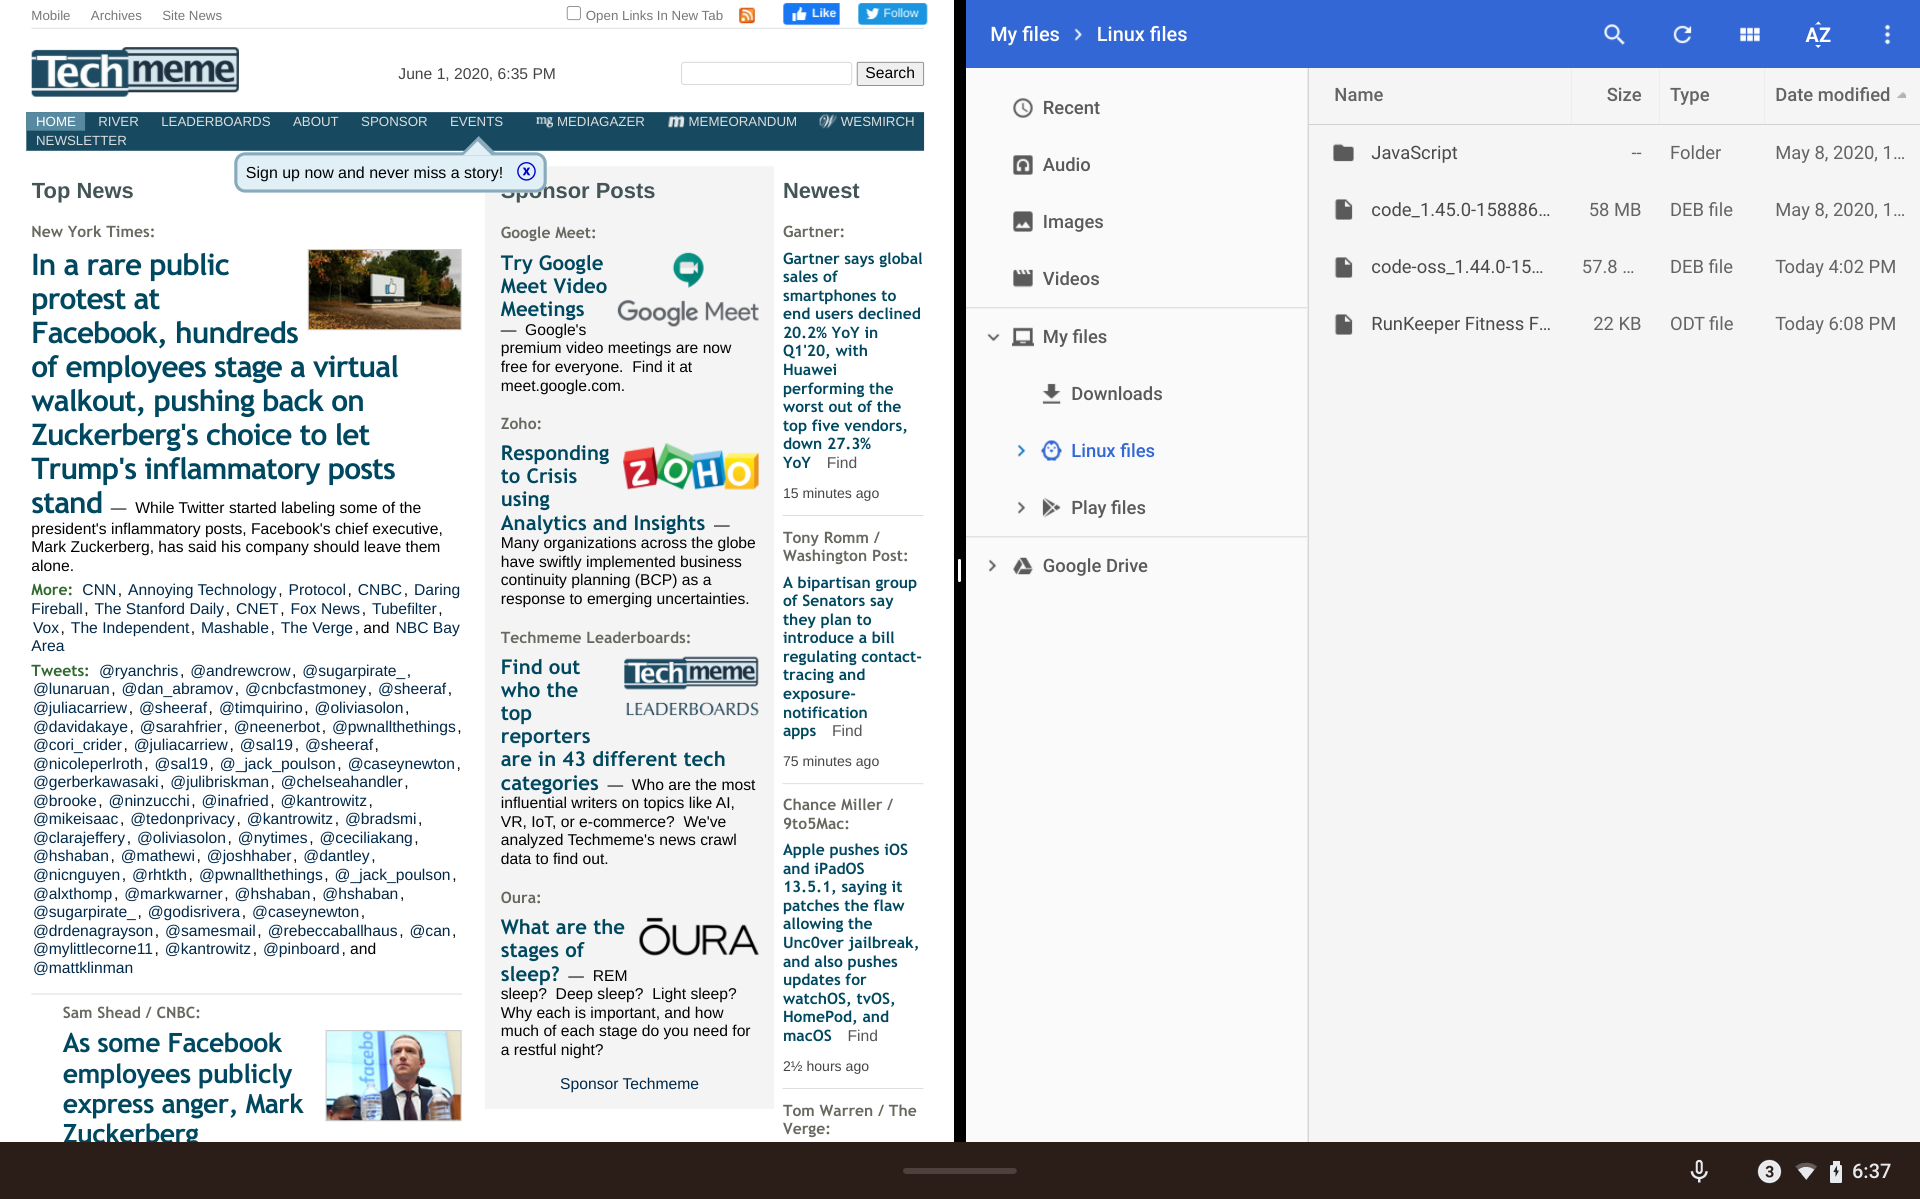 Mobile Archives Site News Open Links In New Tab Like Follow
Techmeme June 1, 2020, 6:35 PM Search
HOME RIVER LEADERBOARDS ABOUT SPONSOR EVENTS mg MEDIAGAZER m MEMEORANDUM W WESMIRCH
NEWSLETTER
Sign up now and never miss a story! x
Top News
New York Times:
In a rare public
protest at
Facebook, hundreds
of employees stage a virtual
walkout, pushing back on
Zuckerberg's choice to let
Trump's inflammatory posts
stand — While Twitter started labeling some of the
president's inflammatory posts, Facebook's chief executive,
Mark Zuckerberg, has said his company should leave them
alone.
More: CNN, Annoying Technology, Protocol, CNBC, Daring
Fireball, The Stanford Daily, CNET, Fox News, Tubefilter,
Vox, The Independent, Mashable, The Verge, and NBC Bay
Area
Tweets: @ryanchris, @andrewcrow, @sugarpirate_,
@lunaruan, @dan_abramov, @cnbcfastmoney, @sheeraf,
@juliacarriew, @sheeraf, @timquirino, @oliviasolon,
@davidakaye, @sarahfrier, @neenerbot, @pwnallthethings,
@cori_crider, @juliacarriew, @sal19, @sheeraf,
@nicoleperlroth, @sal19, @_jack_poulson, @caseynewton,
@gerberkawasaki, @julibriskman, @chelseahandler,
@brooke, @ninzucchi, @inafried, @kantrowitz,
@mikeisaac, @tedonprivacy, @kantrowitz, @bradsmi,
@clarajeffery, @oliviasolon, @nytimes, @ceciliakang,
@hshaban, @mathewi, @joshhaber, @dantley,
@nicnguyen, @rhtkth, @pwnallthethings, @_jack_poulson,
@alxthomp, @markwarner, @hshaban, @hshaban,
@sugarpirate_, @godisrivera, @caseynewton,
@drdenagrayson, @samesmail, @rebeccaballhaus, @can,
@mylittlecorne11, @kantrowitz, @pinboard, and
@mattklinman
Sam Shead / CNBC:
As some Facebook
employees publicly
express anger, Mark
Zuckerberg
facebo
Sponsor Posts
Google Meet:
Try Google
Meet Video
Meetings
Google Meet
— Google's
premium video meetings are now
free for everyone. Find it at
meet.google.com.
Zoho:
Responding
to Crisis
using
Analytics and Insights —
ZOHO
Many organizations across the globe
have swiftly implemented business
continuity planning (BCP) as a
response to emerging uncertainties.
Techmeme Leaderboards:
Find out
who the
top
reporters
are in 43 different tech
categories — Who are the most
Techmeme
LEADERBOARDS
influential writers on topics like AI,
VR, IoT, or e-commerce? We've
analyzed Techmeme's news crawl
data to find out.
Oura:
What are the
stages of
sleep? — REM
ŌURA
sleep? Deep sleep? Light sleep?
Why each is important, and how
much of each stage do you need for
a restful night?
Sponsor Techmeme
Newest
Gartner:
Gartner says global
sales of
smartphones to
end users declined
20.2% YoY in
Q1'20, with
Huawei
performing the
worst out of the
top five vendors,
down 27.3%
YoY Find
15 minutes ago
Tony Romm /
Washington Post:
A bipartisan group
of Senators say
they plan to
introduce a bill
regulating contact-
tracing and
exposure-
notification
apps Find
75 minutes ago
Chance Miller /
9to5Mac:
Apple pushes iOS
and iPadOS
13.5.1, saying it
patches the flaw
allowing the
Unc0ver jailbreak,
and also pushes
updates for
watchOS, tvOS,
HomePod, and
macOS Find
2½ hours ago
Tom Warren / The
Verge:
My files > Linux files AZ
Recent
Audio
Images
Videos
My files
Downloads
Linux files
Play files
Google Drive
Name Size Type Date modified
JavaScript -- Folder May 8, 2020, 1...
code_1.45.0-158886... 58 MB DEB file May 8, 2020, 1...
code-oss_1.44.0-15... 57.8 ... DEB file Today 4:02 PM
RunKeeper Fitness F... 22 KB ODT file Today 6:08 PM
3 6:37